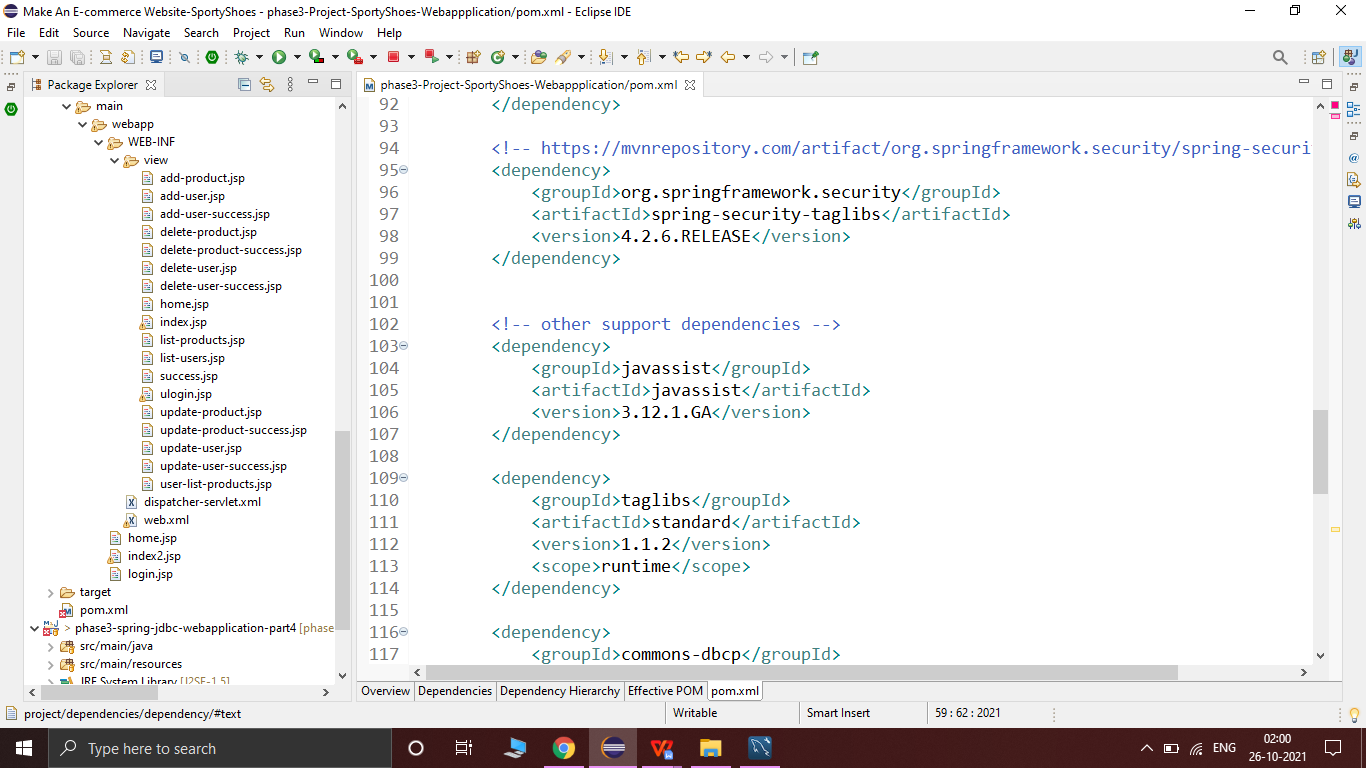 Make An E-commerce Website-SportyShoes - phase3-Project-SportyShoes-Webappplication/pom.xml - Eclipse IDE
File Edit Source Navigate Search Project Run Window Help
Package Explorer
main
webapp
WEB-INF
view
add-product.jsp
add-user.jsp
add-user-success.jsp
delete-product.jsp
delete-product-success.jsp
delete-user.jsp
delete-user-success.jsp
home.jsp
index.jsp
list-products.jsp
list-users.jsp
success.jsp
ulogin.jsp
update-product.jsp
update-product-success.jsp
update-user.jsp
update-user-success.jsp
user-list-products.jsp
dispatcher-servlet.xml
web.xml
home.jsp
index2.jsp
login.jsp
target
pom.xml
> phase3-spring-jdbc-webapplication-part4 [phase
src/main/java
src/main/resources
JRE System Library [J2SE-1.5]
phase3-Project-SportyShoes-Webappplication/pom.xml
92 </dependency>
93
94 <!-- https://mvnrepository.com/artifact/org.springframework.security/spring-securi
95 <dependency>
96 <groupId>org.springframework.security</groupId>
97 <artifactId>spring-security-taglibs</artifactId>
98 <version>4.2.6.RELEASE</version>
99 </dependency>
100
101
102 <!-- other support dependencies -->
103 <dependency>
104 <groupId>javassist</groupId>
105 <artifactId>javassist</artifactId>
106 <version>3.12.1.GA</version>
107 </dependency>
108
109 <dependency>
110 <groupId>taglibs</groupId>
111 <artifactId>standard</artifactId>
112 <version>1.1.2</version>
113 <scope>runtime</scope>
114 </dependency>
115
116 <dependency>
117 <groupId>commons-dbcp</groupId>
Overview Dependencies Dependency Hierarchy Effective POM pom.xml
project/dependencies/dependency/#text Writable Smart Insert 59 : 62 : 2021
Type here to search
ENG
02:00
26-10-2021